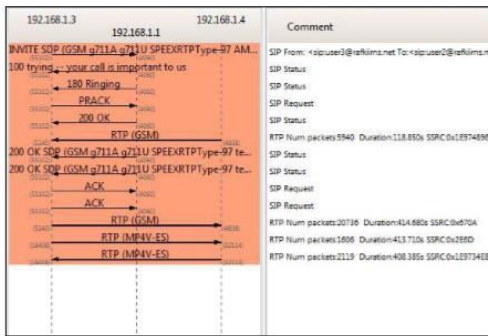 192.168.1.3
192.168.1.4
192.168.1.1
Comment
INVITE SDP (GSM g711A g711U SPEEXRTPType-97 AM...
SIP From: <sip:user3@rafkiims.net To:<sip:user2@rafkiims.n
100 trying -- your call is important to us
SIP Status
180 Ringing
SIP Status
PRACK
SIP Request
200 OK
SIP Status
RTP (GSM)
RTP Num packets:5940 Duration:118.850s SSRC:0x1E974896
200 OK SDP (GSM g711A g711U SPEEXRTPType-97 te...
SIP Status
200 OK SDP (GSM g711A g711U SPEEXRTPType-97 te...
SIP Status
ACK
SIP Request
ACK
SIP Request
RTP (GSM)
RTP Num packets:20736 Duration:414.680s SSRC:0x670A
RTP (MP4V-ES)
RTP Num packets:1606 Duration:413.710s SSRC:0x2E6D
RTP (MP4V-ES)
RTP Num packets:2119 Duration:408.385s SSRC:0x1E9734EB